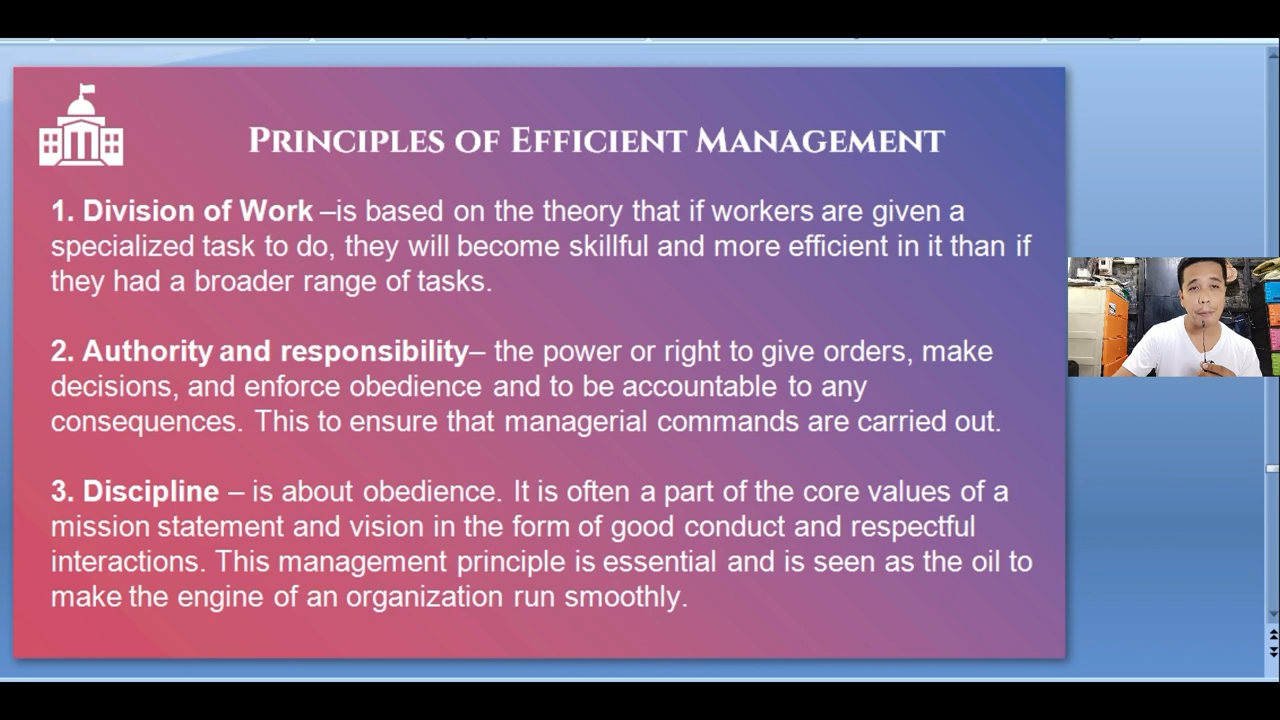 PRINCIPLES OF EFFICIENT MANAGEMENT
1. Division of Work –is based on the theory that if workers are given a
specialized task to do, they will become skillful and more efficient in it than if
they had a broader range of tasks.
2. Authority and responsibility– the power or right to give orders, make
decisions, and enforce obedience and to be accountable to any
consequences. This to ensure that managerial commands are carried out.
3. Discipline – is about obedience. It is often a part of the core values of a
mission statement and vision in the form of good conduct and respectful
interactions. This management principle is essential and is seen as the oil to
make the engine of an organization run smoothly.